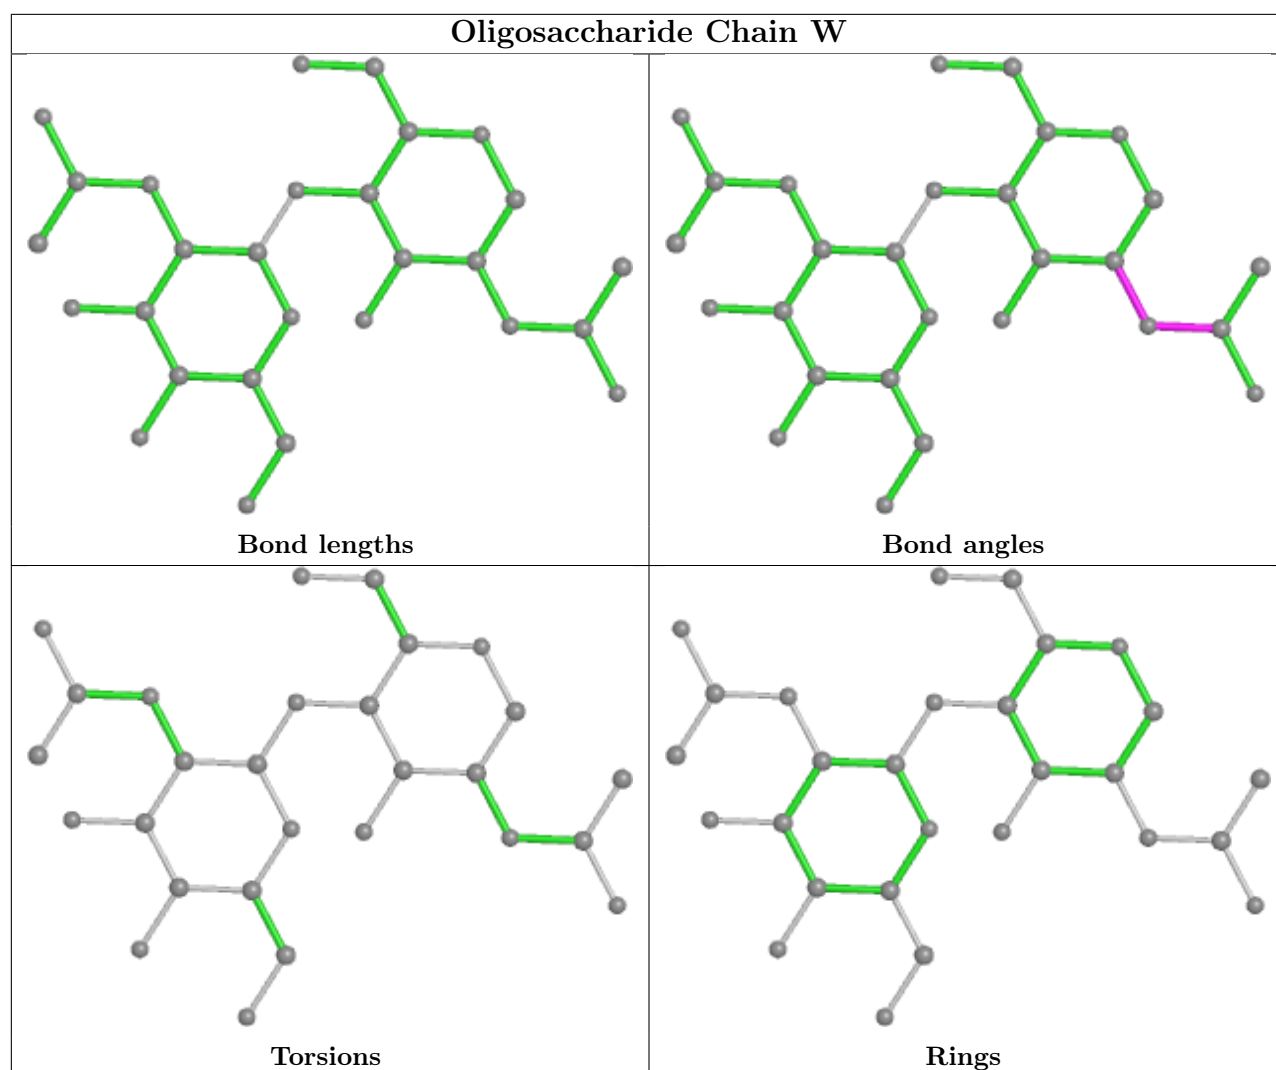 Oligosaccharide Chain W
Bond lengths
Bond angles
Torsions
Rings